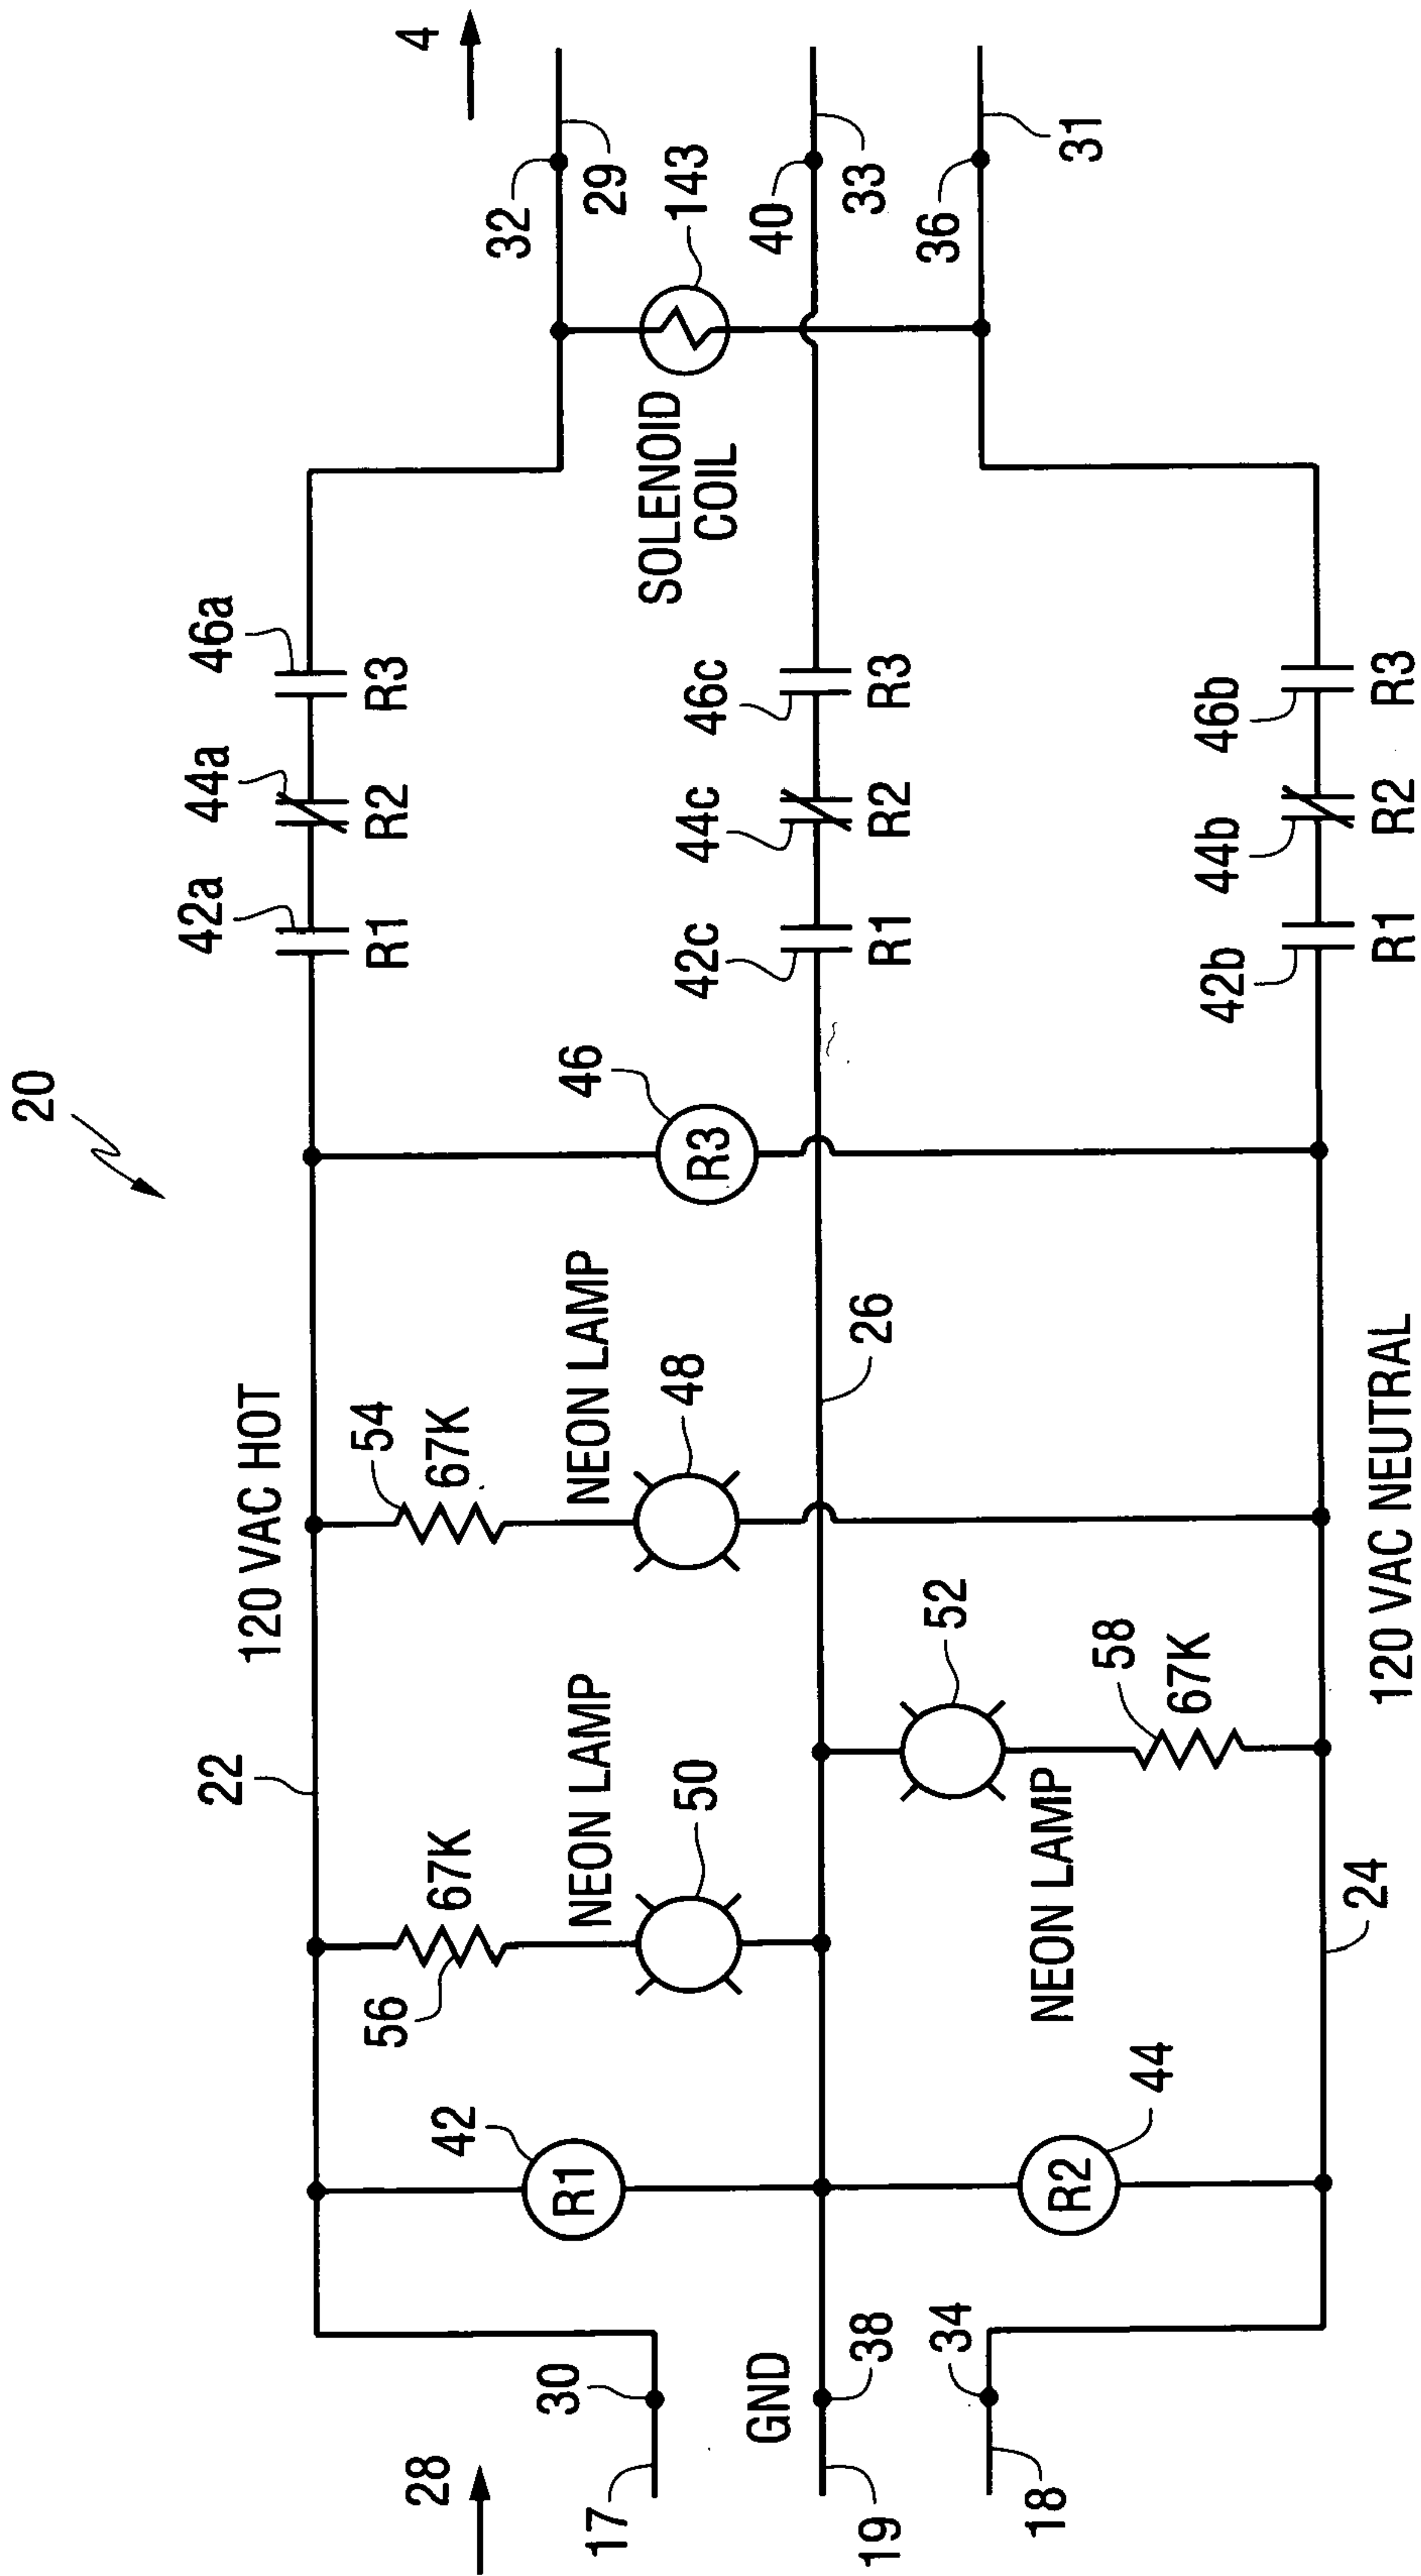 20
28
4
120 VAC HOT
22
42a
44a
46a
R1
R2
R3
54
67K
56
67K
NEON LAMP
50
NEON LAMP
48
R3
46
42
R1
17
30
32
29
SOLENOID
COIL
143
GND
19
38
26
42c
44c
46c
R1
R2
R3
40
33
18
34
R2
44
NEON LAMP
52
58
67K
36
31
42b
44b
46b
R1
R2
R3
24
120 VAC NEUTRAL